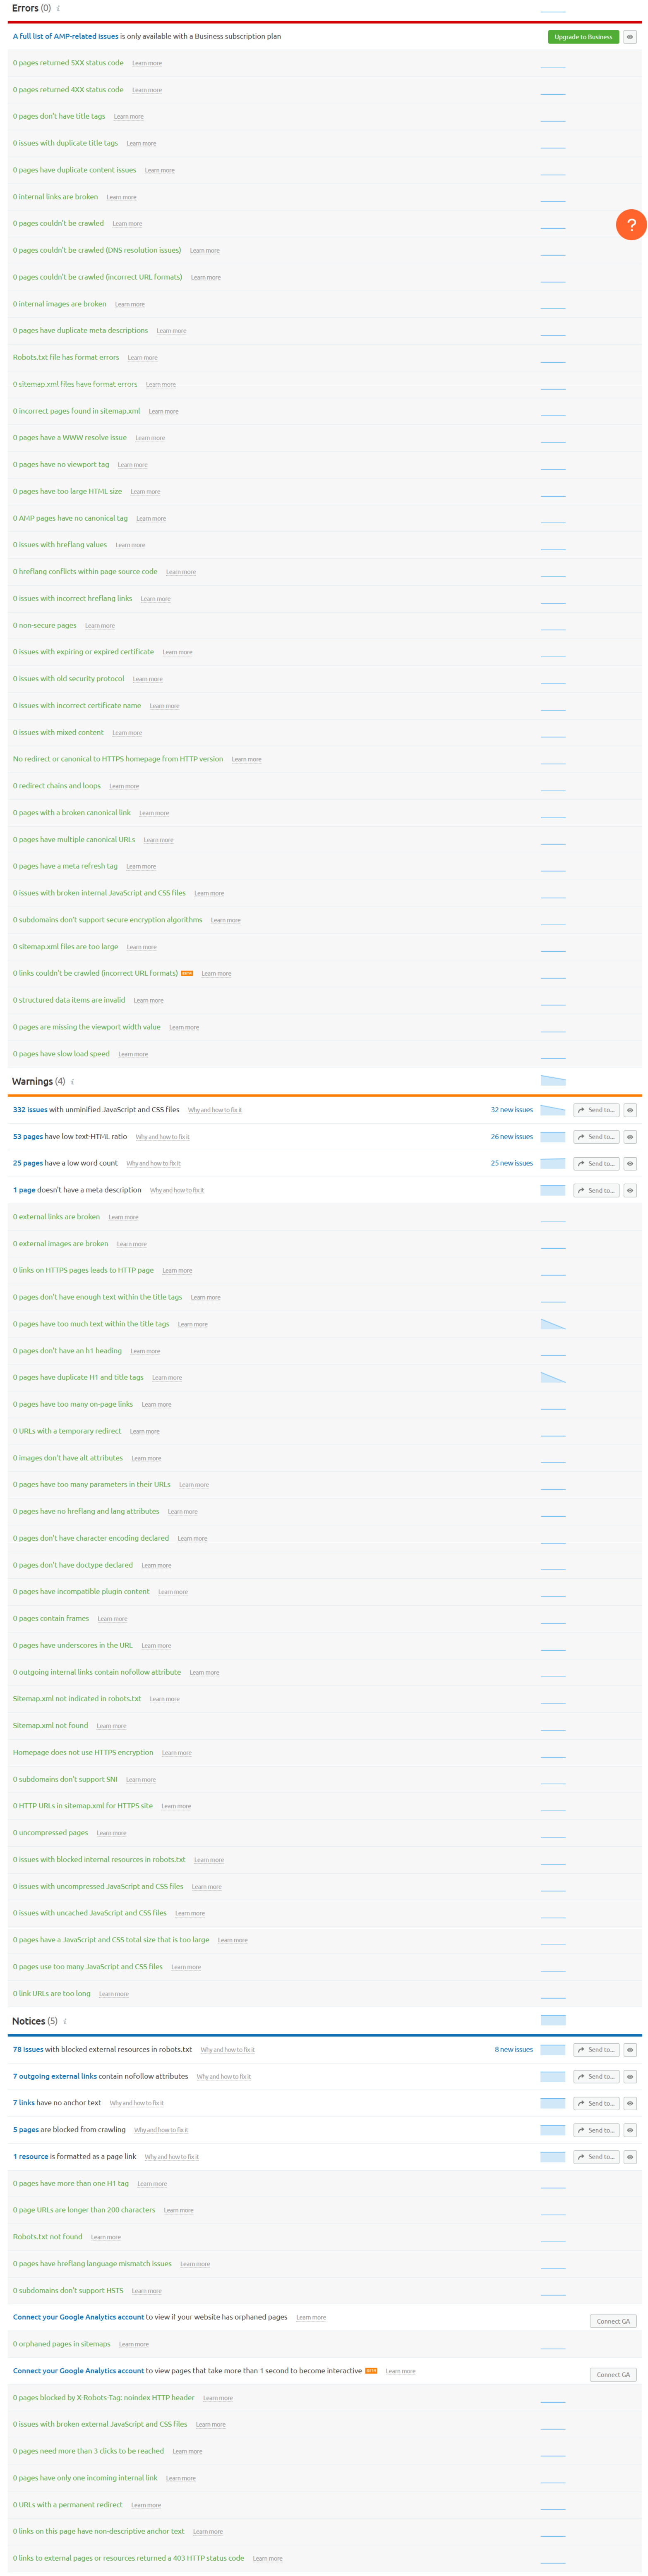 Errors (0) i
A full list of AMP-related issues is only available with a Business subscription plan Upgrade to Business
0 pages returned 5XX status code Learn more
0 pages returned 4XX status code Learn more
0 pages don't have title tags Learn more
0 issues with duplicate title tags Learn more
0 pages have duplicate content issues Learn more
0 internal links are broken Learn more
0 pages couldn't be crawled Learn more
?
0 pages couldn't be crawled (DNS resolution issues) Learn more
0 pages couldn't be crawled (incorrect URL formats) Learn more
0 internal images are broken Learn more
0 pages have duplicate meta descriptions Learn more
Robots.txt file has format errors Learn more
0 sitemap.xml files have format errors Learn more
0 incorrect pages found in sitemap.xml Learn more
0 pages have a WWW resolve issue Learn more
0 pages have no viewport tag Learn more
0 pages have too large HTML size Learn more
0 AMP pages have no canonical tag Learn more
0 issues with hreflang values Learn more
0 hreflang conflicts within page source code Learn more
0 issues with incorrect hreflang links Learn more
0 non-secure pages Learn more
0 issues with expiring or expired certificate Learn more
0 issues with old security protocol Learn more
0 issues with incorrect certificate name Learn more
0 issues with mixed content Learn more
No redirect or canonical to HTTPS homepage from HTTP version Learn more
0 redirect chains and loops Learn more
0 pages with a broken canonical link Learn more
0 pages have multiple canonical URLs Learn more
0 pages have a meta refresh tag Learn more
0 issues with broken internal JavaScript and CSS files Learn more
0 subdomains don't support secure encryption algorithms Learn more
0 sitemap.xml files are too large Learn more
0 links couldn't be crawled (incorrect URL formats) BETA Learn more
0 structured data items are invalid Learn more
0 pages are missing the viewport width value Learn more
0 pages have slow load speed Learn more
Warnings (4) i
332 issues with unminified JavaScript and CSS files Why and how to fix it 32 new issues Send to...
53 pages have low text-HTML ratio Why and how to fix it 26 new issues Send to...
25 pages have a low word count Why and how to fix it 25 new issues Send to...
1 page doesn't have a meta description Why and how to fix it Send to...
0 external links are broken Learn more
0 external images are broken Learn more
0 links on HTTPS pages leads to HTTP page Learn more
0 pages don't have enough text within the title tags Learn more
0 pages have too much text within the title tags Learn more
0 pages don't have an h1 heading Learn more
0 pages have duplicate H1 and title tags Learn more
0 pages have too many on-page links Learn more
0 URLs with a temporary redirect Learn more
0 images don't have alt attributes Learn more
0 pages have too many parameters in their URLs Learn more
0 pages have no hreflang and lang attributes Learn more
0 pages don't have character encoding declared Learn more
0 pages don't have doctype declared Learn more
0 pages have incompatible plugin content Learn more
0 pages contain frames Learn more
0 pages have underscores in the URL Learn more
0 outgoing internal links contain nofollow attribute Learn more
Sitemap.xml not indicated in robots.txt Learn more
Sitemap.xml not found Learn more
Homepage does not use HTTPS encryption Learn more
0 subdomains don't support SNI Learn more
0 HTTP URLs in sitemap.xml for HTTPS site Learn more
0 uncompressed pages Learn more
0 issues with blocked internal resources in robots.txt Learn more
0 issues with uncompressed JavaScript and CSS files Learn more
0 issues with uncached JavaScript and CSS files Learn more
0 pages have a JavaScript and CSS total size that is too large Learn more
0 pages use too many JavaScript and CSS files Learn more
0 link URLs are too long Learn more
Notices (5) i
78 issues with blocked external resources in robots.txt Why and how to fix it 8 new issues Send to...
7 outgoing external links contain nofollow attributes Why and how to fix it Send to...
7 links have no anchor text Why and how to fix it Send to...
5 pages are blocked from crawling Why and how to fix it Send to...
1 resource is formatted as a page link Why and how to fix it Send to...
0 pages have more than one H1 tag Learn more
0 page URLs are longer than 200 characters Learn more
Robots.txt not found Learn more
0 pages have hreflang language mismatch issues Learn more
0 subdomains don't support HSTS Learn more
Connect your Google Analytics account to view if your website has orphaned pages Learn more Connect GA
0 orphaned pages in sitemaps Learn more
Connect your Google Analytics account to view pages that take more than 1 second to become interactive BETA Learn more Connect GA
0 pages blocked by X-Robots-Tag: noindex HTTP header Learn more
0 issues with broken external JavaScript and CSS files Learn more
0 pages need more than 3 clicks to be reached Learn more
0 pages have only one incoming internal link Learn more
0 URLs with a permanent redirect Learn more
0 links on this page have non-descriptive anchor text Learn more
0 links to external pages or resources returned a 403 HTTP status code Learn more